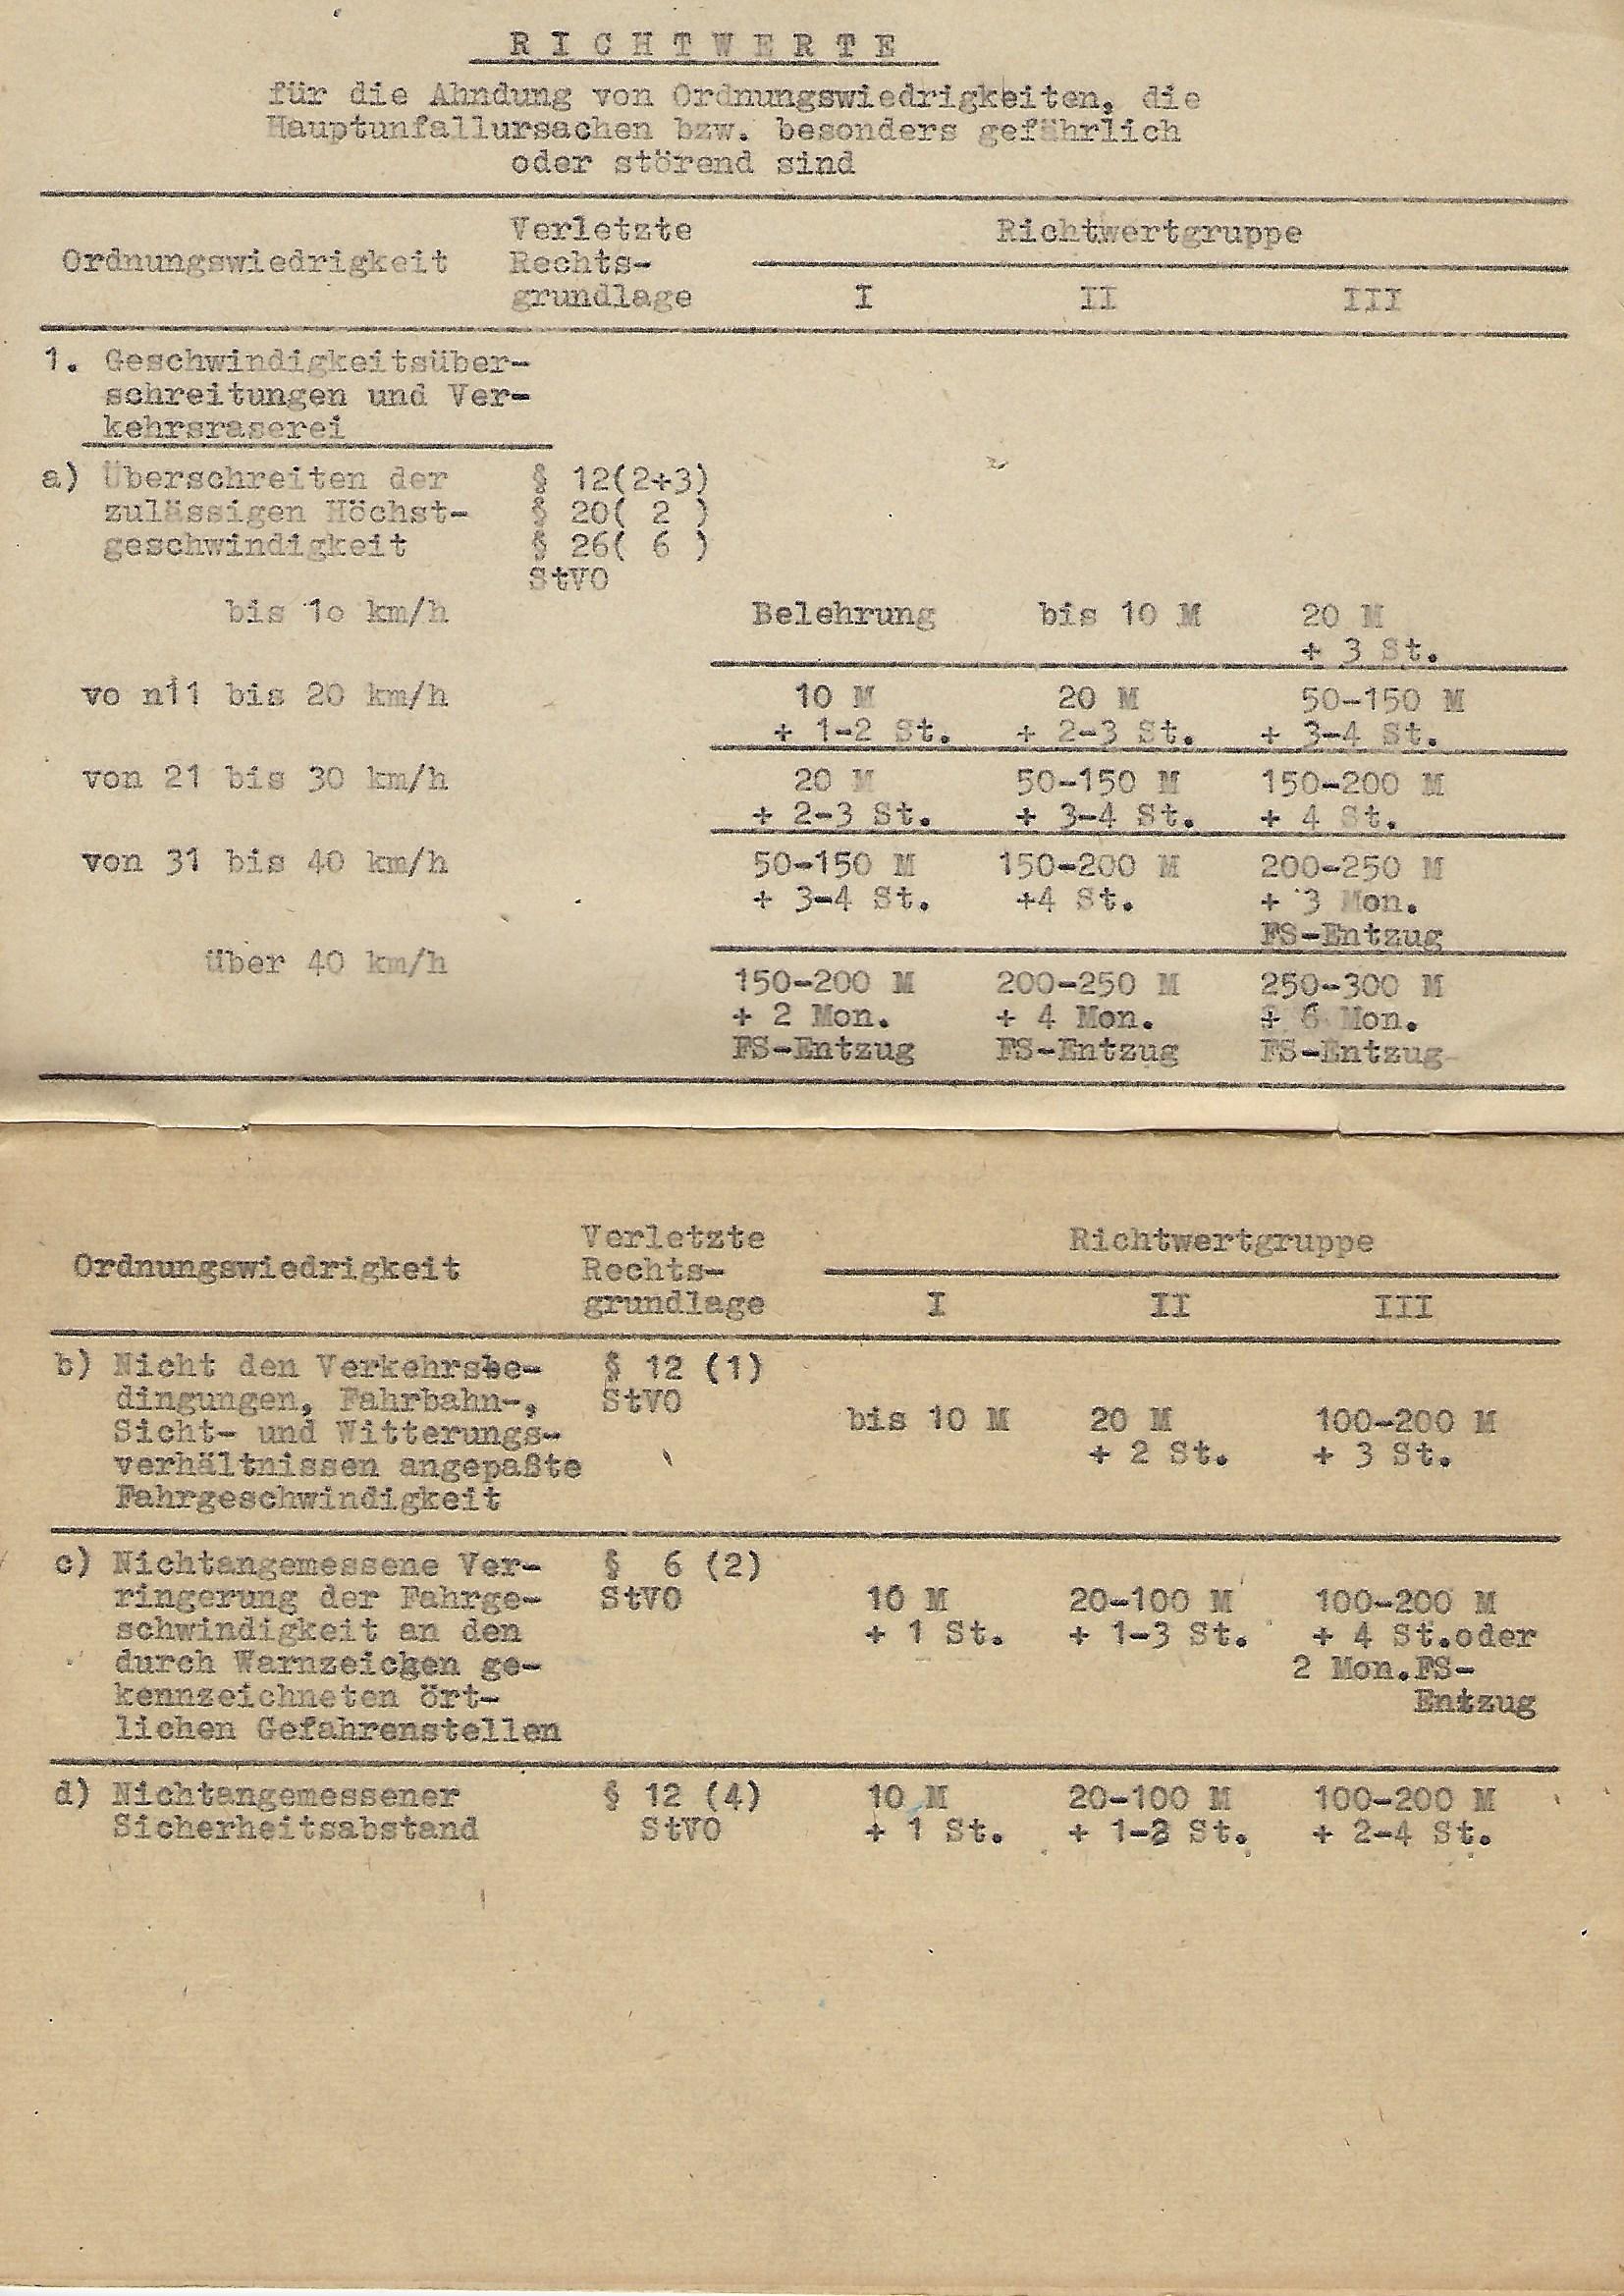 R I C H T W E R T E
für die Ahndung von Ordnungswiedrigkeiten, die
Hauptunfallursachen bzw. besonders gefährlich
oder störend sind
Verletzte Richtwertgruppe
Ordnungswiedrigkeit Rechts-
grundlage I II III
1. Geschwindigkeitsüber-
schreitungen und Ver-
kehrsraserei
a) Überschreiten der § 12(2+3)
zulässigen Höchst- § 20( 2 )
geschwindigkeit § 26( 6 )
StVO
bis 1o km/h Belehrung bis 10 M 20 M
+ 3 St.
vo n11 bis 20 km/h 10 M 20 M 50-150 M
+ 1-2 St. + 2-3 St. + 3-4 St.
von 21 bis 30 km/h 20 M 50-150 M 150-200 M
+ 2-3 St. + 3-4 St. + 4 St.
von 31 bis 40 km/h 50-150 M 150-200 M 200-250 M
+ 3-4 St. +4 St. + 3 Mon.
FS-Entzug
über 40 km/h
150-200 M 200-250 M 250-300 M
+ 2 Mon. + 4 Mon. + 6 Mon.
FS-Entzug FS-Entzug FS-Entzug
Verletzte Richtwertgruppe
Ordnungswiedrigkeit Rechts-
grundlage I II III
b) Nicht den Verkehrsbe- § 12 (1)
dingungen, Fahrbahn-, StVO
Sicht- und Witterungs- bis 10 M 20 M 100-200 M
verhältnissen angepaßte + 2 St. + 3 St.
Fahrgeschwindigkeit
c) Nichtangemessene Ver- § 6 (2)
ringerung der Fahrge- StVO 10 M 20-100 M 100-200 M
schwindigkeit an den + 1 St. + 1-3 St. + 4 St.oder
durch Warnzeichen ge- 2 Mon.FS-
kennzeichneten ört- Entzug
lichen Gefahrenstellen
d) Nichtangemessener § 12 (4) 10 M 20-100 M 100-200 M
Sicherheitsabstand StVO + 1 St. + St. + 2-4 St.